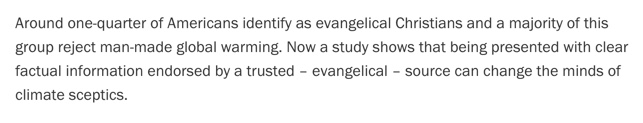 Around one-quarter of Americans identify as evangelical Christians and a majority of this
group reject man-made global warming. Now a study shows that being presented with clear
factual information endorsed by a trusted – evangelical – source can change the minds of
climate sceptics.